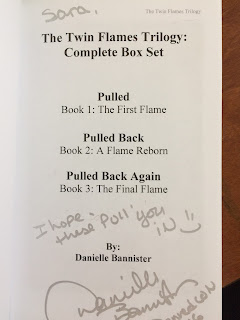 Sara,
The Twin Flames Trilogy
The Twin Flames Trilogy:
Complete Box Set
Pulled
Book 1: The First Flame
Pulled Back
Book 2: A Flame Reborn
Pulled Back Again
Book 3: The Final Flame
I hope
these "Pull" you
in
By:
Danielle Bannister
Danielle
Bannister